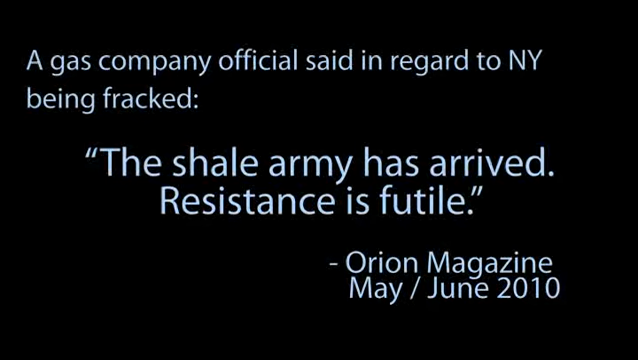 A gas company official said in regard to NY
being fracked:
“The shale army has arrived.
Resistance is futile.”
- Orion Magazine
May / June 2010